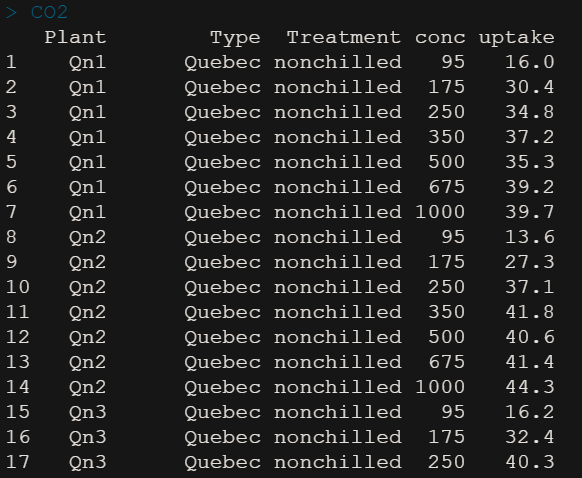 > CO2
Plant Type Treatment conc uptake
1 Qn1 Quebec nonchilled 95 16.0
2 Qn1 Quebec nonchilled 175 30.4
3 Qn1 Quebec nonchilled 250 34.8
4 Qn1 Quebec nonchilled 350 37.2
5 Qn1 Quebec nonchilled 500 35.3
6 Qn1 Quebec nonchilled 675 39.2
7 Qn1 Quebec nonchilled 1000 39.7
8 Qn2 Quebec nonchilled 95 13.6
9 Qn2 Quebec nonchilled 175 27.3
10 Qn2 Quebec nonchilled 250 37.1
11 Qn2 Quebec nonchilled 350 41.8
12 Qn2 Quebec nonchilled 500 40.6
13 Qn2 Quebec nonchilled 675 41.4
14 Qn2 Quebec nonchilled 1000 44.3
15 Qn3 Quebec nonchilled 95 16.2
16 Qn3 Quebec nonchilled 175 32.4
17 Qn3 Quebec nonchilled 250 40.3